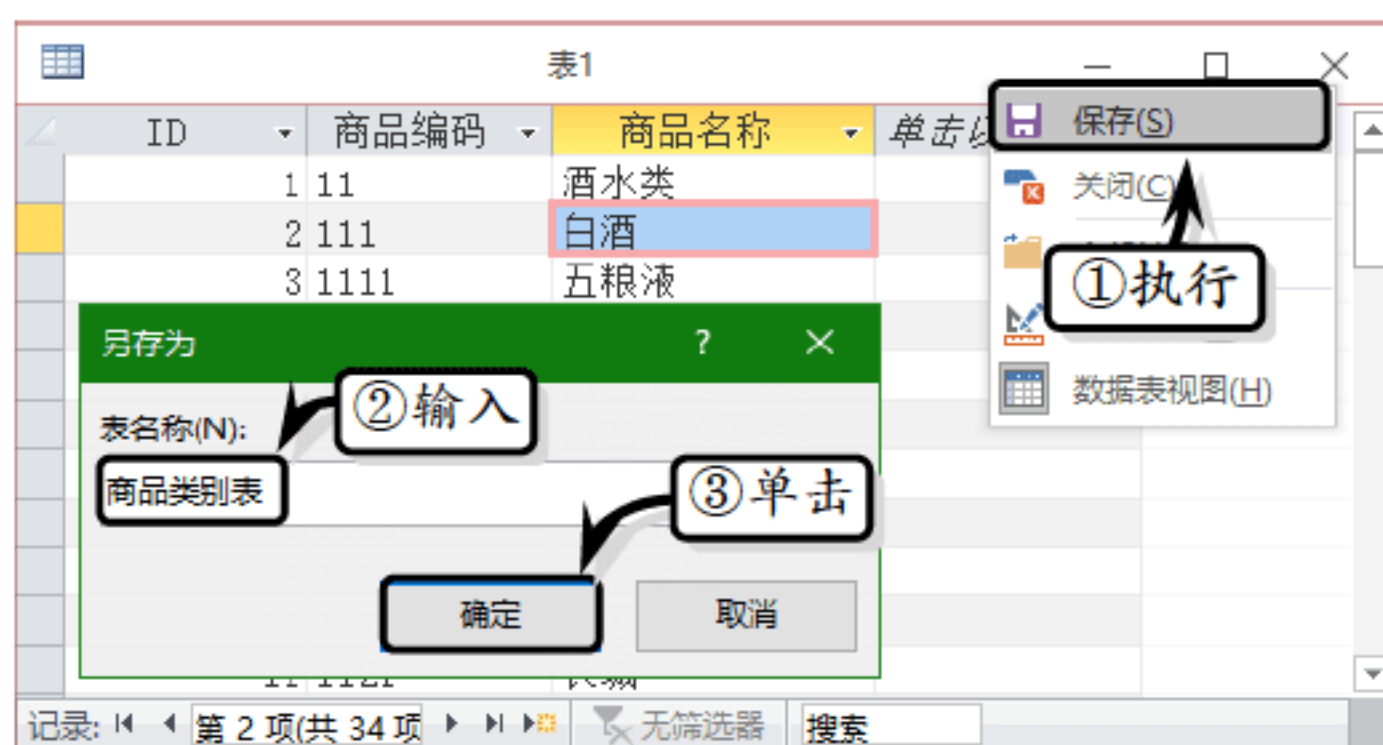 表1
ID 商品编码 商品名称 单击以
1 11 酒水类
2 111 白酒
3 1111 五粮液
保存(S)
关闭(C)
①执行
数据表视图(H)
另存为 ?
②输入
表名称(N):
商品类别表
③单击
确定 取消
记录: 第 2 项(共 34 项 无筛选器 搜索